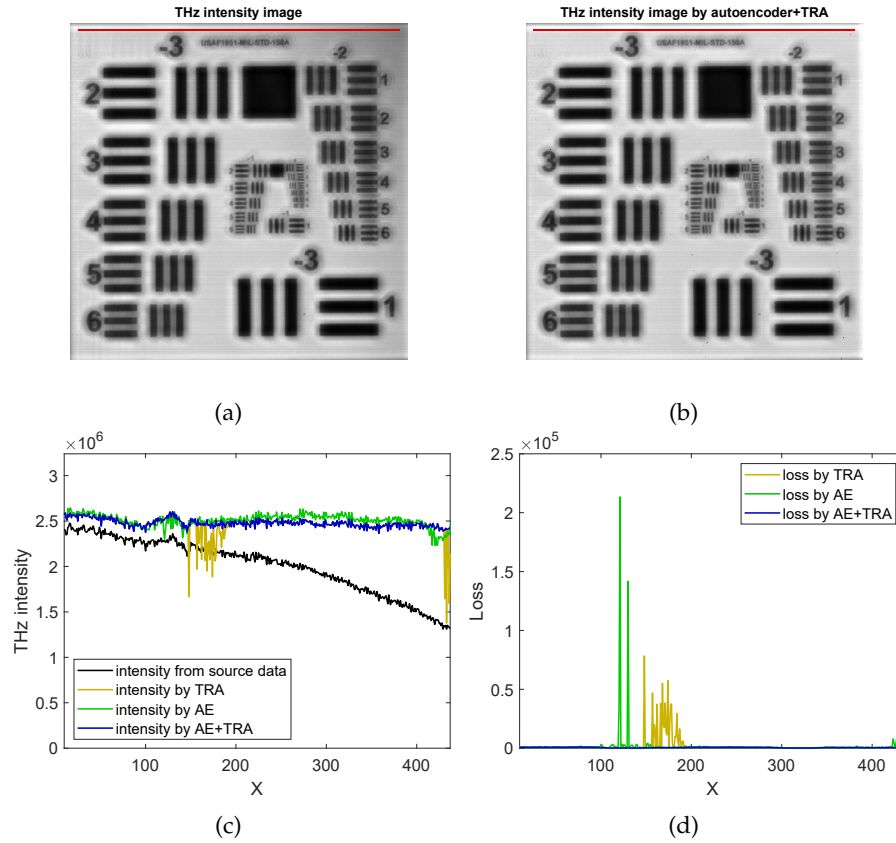 THz intensity image
-3
USAF1951-MIL-STD-150A
-2
2
1
2
3
3
4
4
5
5
6
-3
6
1
(a)
THz intensity image by autoencoder+TRA
-3
USAF1951-MIL-STD-150A
-2
2
1
2
3
3
4
4
5
5
6
-3
6
1
(b)
×10^6
3
2.5
2
1.5
1
0.5
0
THz intensity
intensity from source data
intensity by TRA
intensity by AE
intensity by AE+TRA
100 200 300 400
X
(c)
×10^5
2.5
2
1.5
1
0.5
0
Loss
loss by TRA
loss by AE
loss by AE+TRA
100 200 300 400
X
(d)